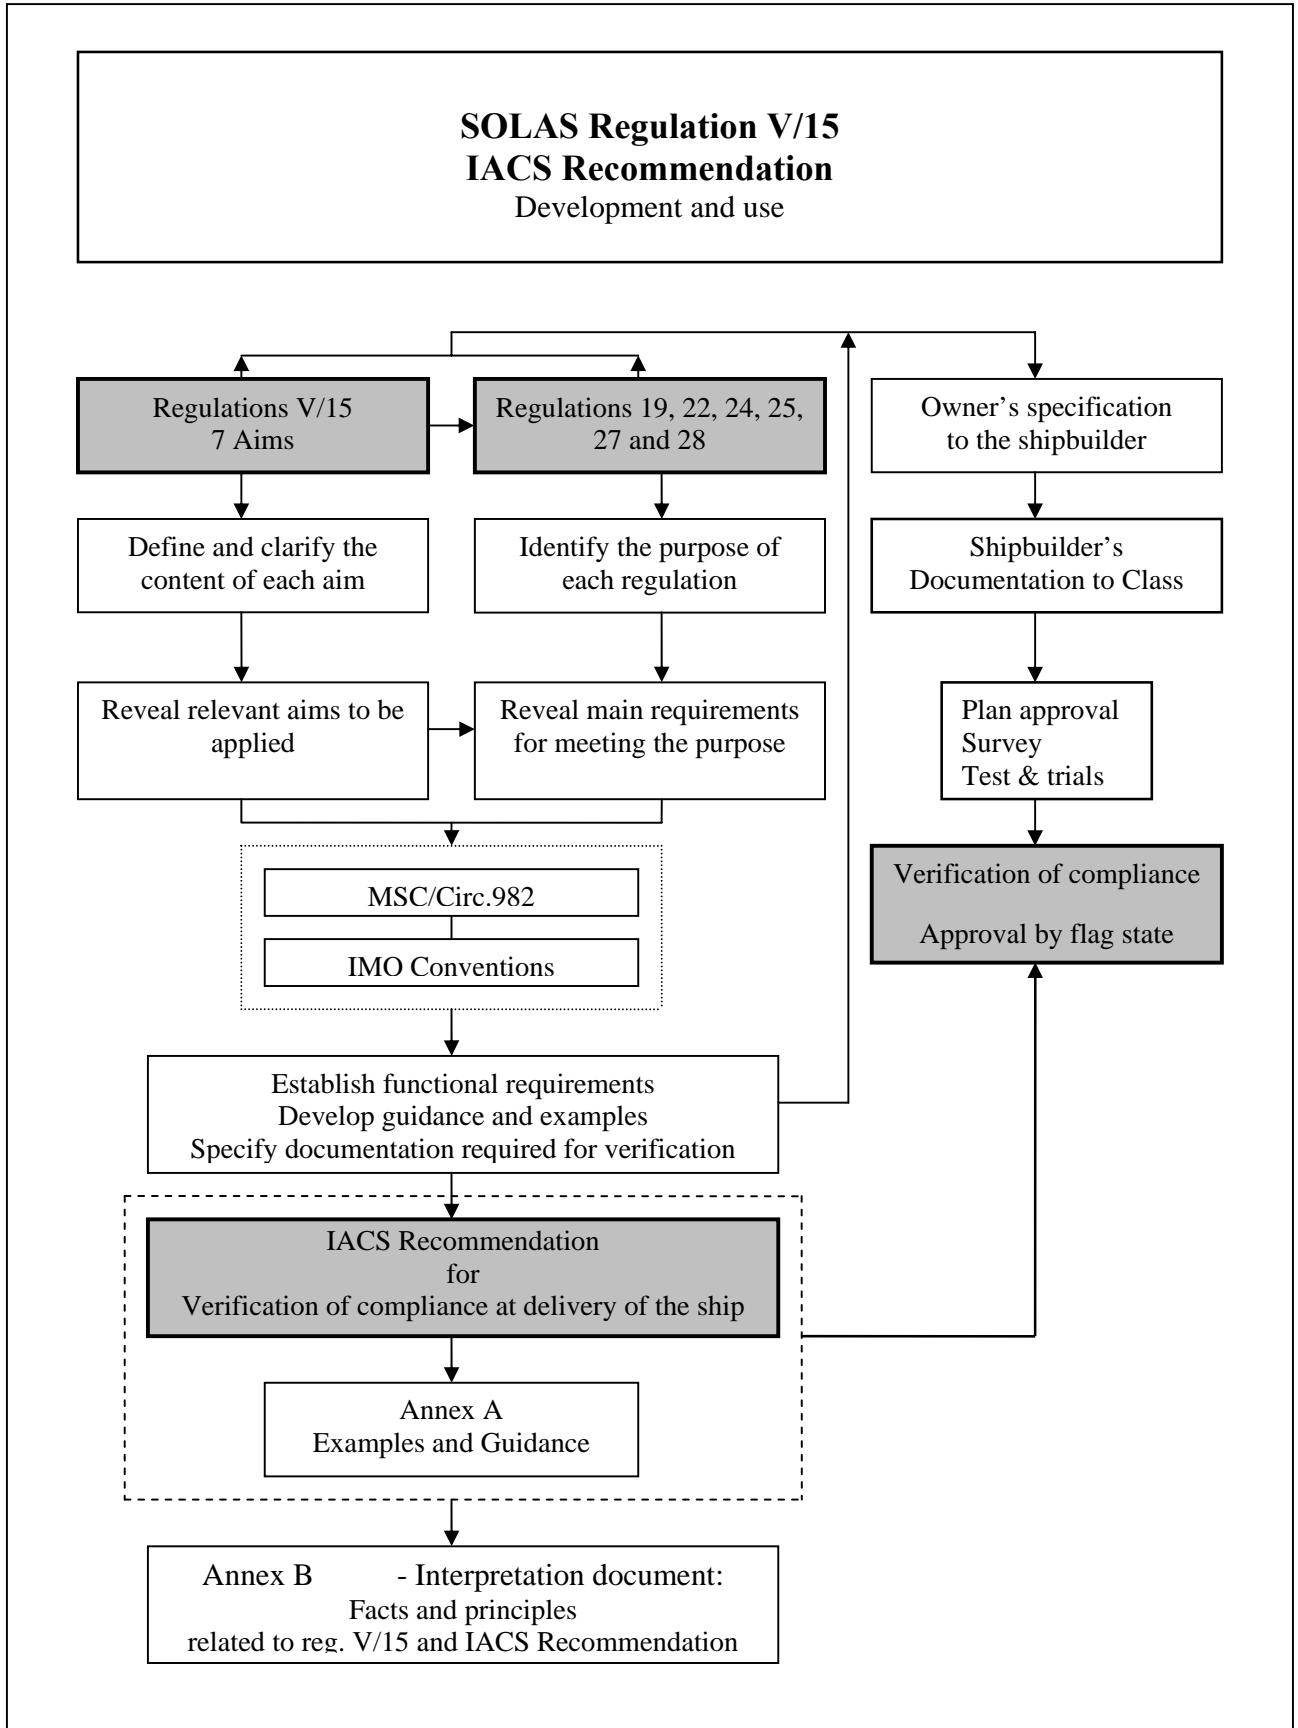 SOLAS Regulation V/15
IACS Recommendation
Development and use
Regulations V/15
7 Aims
Regulations 19, 22, 24, 25,
27 and 28
Owner’s specification
to the shipbuilder
Define and clarify the
content of each aim
Identify the purpose of
each regulation
Shipbuilder’s
Documentation to Class
Reveal relevant aims to be
applied
Reveal main requirements
for meeting the purpose
Plan approval
Survey
Test & trials
MSC/Circ.982
IMO Conventions
Verification of compliance
Approval by flag state
Establish functional requirements
Develop guidance and examples
Specify documentation required for verification
IACS Recommendation
for
Verification of compliance at delivery of the ship
Annex A
Examples and Guidance
Annex B - Interpretation document:
Facts and principles
related to reg. V/15 and IACS Recommendation